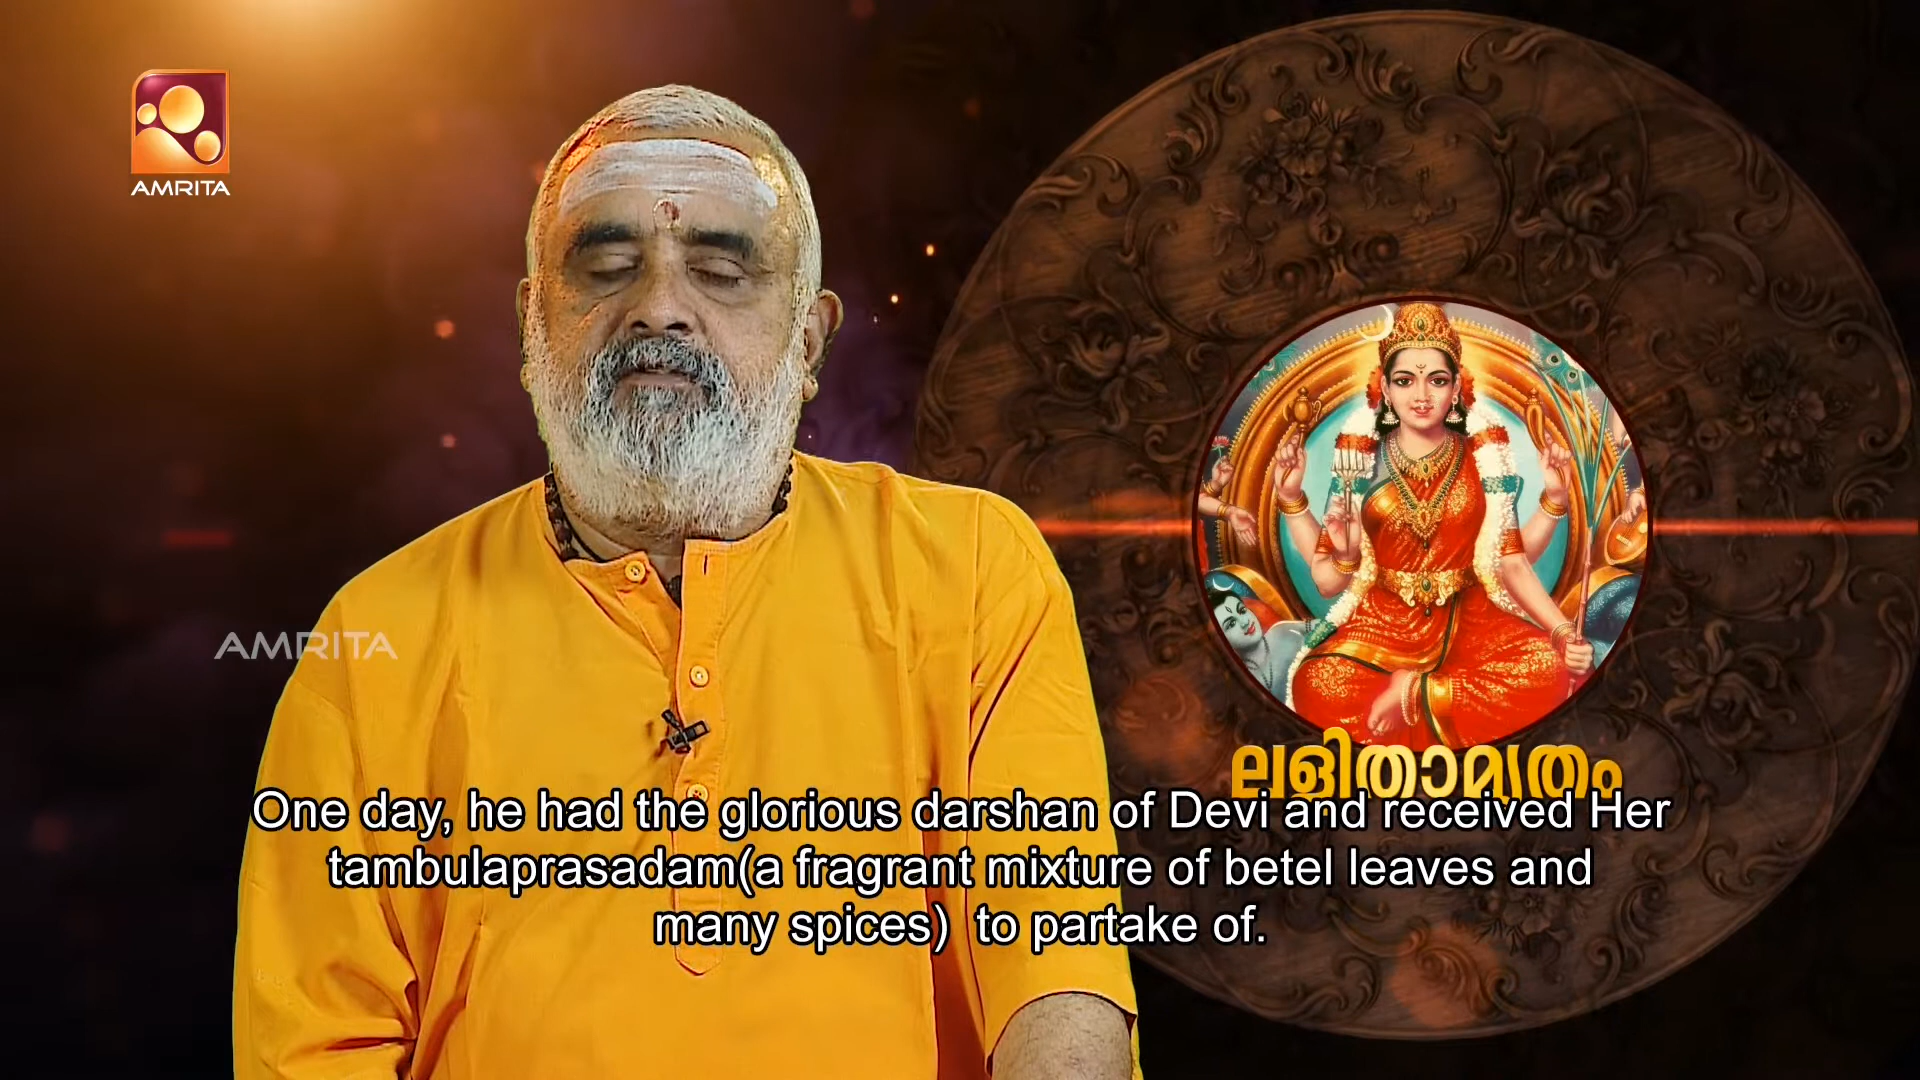 AMRITA
AMRITA
ലളിതാമൃതം
One day, he had the glorious darshan of Devi and received Her
tambulaprasadam(a fragrant mixture of betel leaves and
many spices)  to partake of.